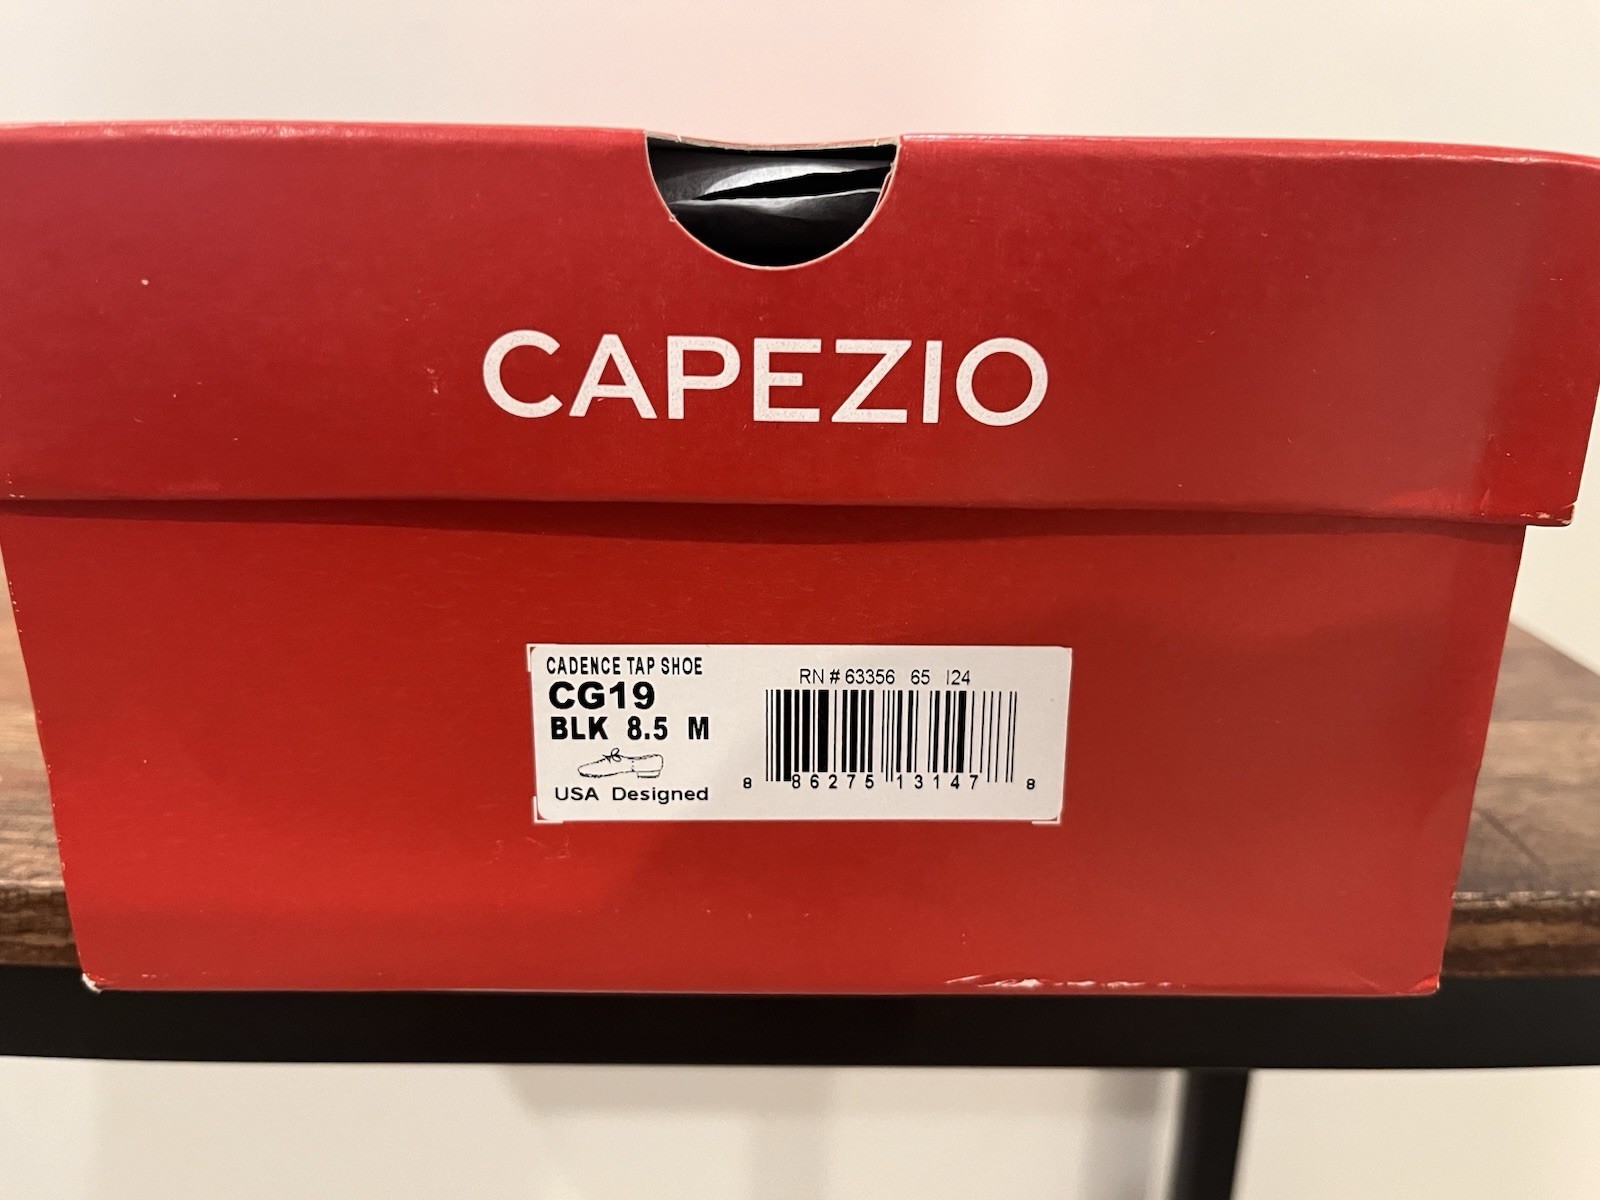 CAPEZIO
CADENCE TAP SHOE
CG19
BLK 8.5 M
USA Designed
RN # 63356 65 I24
8 86275 13147 8